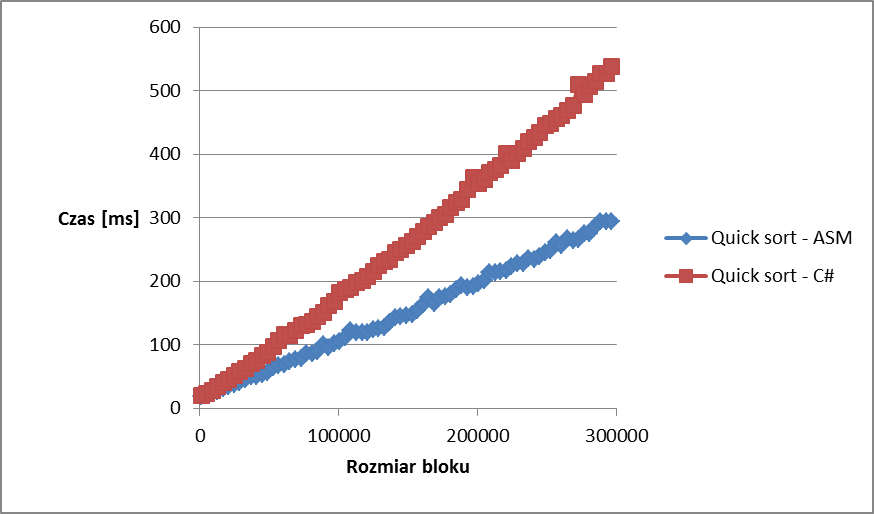 600
500
400
Czas [ms]
300
200
100
0
0
100000
200000
300000
Rozmiar bloku
Quick sort - ASM
Quick sort - C#